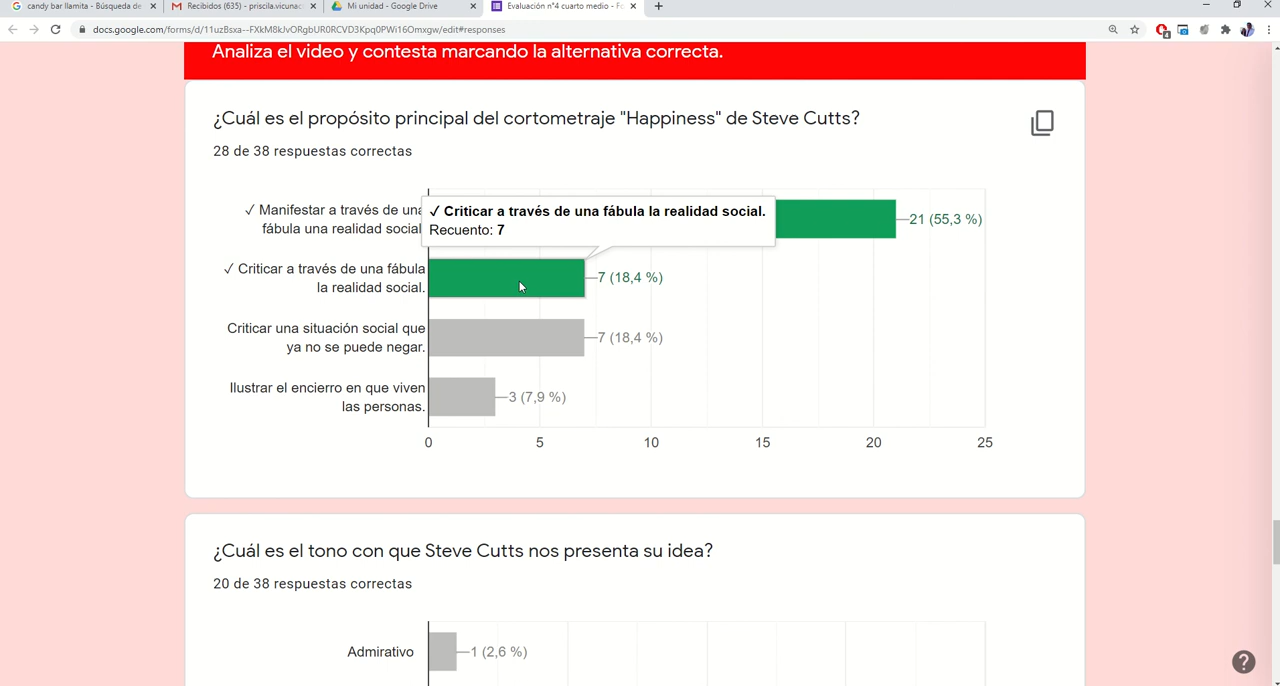 candy bar llamita - Búsqueda de
Recibidos (635) - priscila.vicunac
Mi unidad - Google Drive
Evaluación n°4 cuarto medio - Fo
docs.google.com/forms/d/11uzBsxa--FXkM8kJvORgbUR0RCVD3Kpq0PWi16Omxgw/edit#responses
Analiza el video y contesta marcando la alternativa correcta.
¿Cuál es el propósito principal del cortometraje "Happiness" de Steve Cutts?
28 de 38 respuestas correctas
✓ Manifestar a través de una
fábula una realidad social
21 (55,3 %)
✓ Criticar a través de una fábula la realidad social.
Recuento: 7
✓ Criticar a través de una fábula
la realidad social.
7 (18,4 %)
Criticar una situación social que
ya no se puede negar.
7 (18,4 %)
Ilustrar el encierro en que viven
las personas.
3 (7,9 %)
0 5 10 15 20 25
¿Cuál es el tono con que Steve Cutts nos presenta su idea?
20 de 38 respuestas correctas
Admirativo
1 (2,6 %)